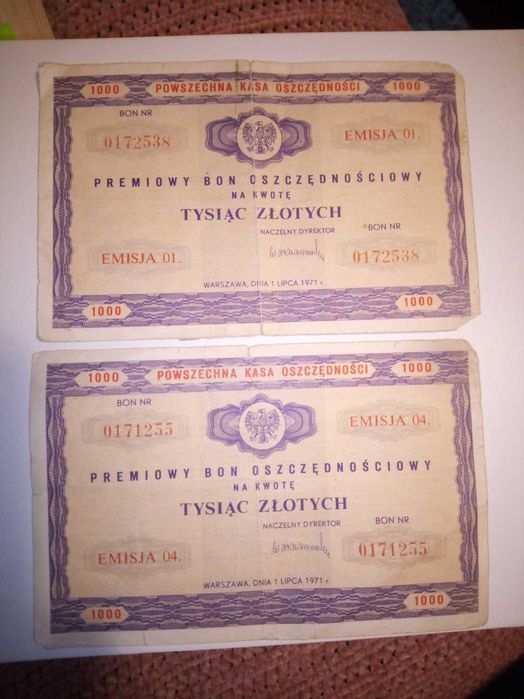 1000 POWSZECHNA KASA OSZCZĘDNOŚCI 1000
BON NR
0172538 EMISJA 01.
PREMIOWY BON OSZCZĘDNOŚCIOWY
NA KWOTĘ
TYSIĄC ZŁOTYCH
NACZELNY DYREKTOR BON NR
EMISJA 01. 0172538
WARSZAWA, DNIA 1 LIPCA 1971 r.
1000 1000
1000 POWSZECHNA KASA OSZCZĘDNOŚCI 1000
BON NR
0171255 EMISJA 04.
PREMIOWY BON OSZCZĘDNOŚCIOWY
NA KWOTĘ
TYSIĄC ZŁOTYCH
NACZELNY DYREKTOR BON NR
EMISJA 04. 0171255
WARSZAWA, DNIA 1 LIPCA 1971 r.
1000 1000